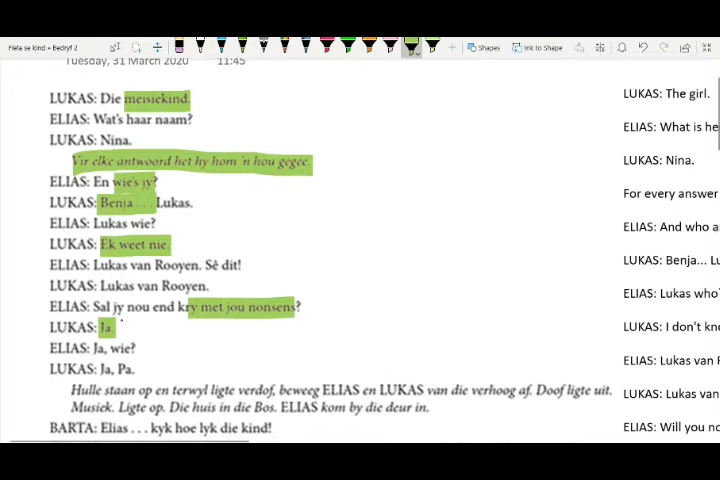 Fiela se kind » Bedryf 2
Shapes
Ink to Shape
Tuesday, 31 March 2020 11:45
LUKAS: Die meisiekind.
ELIAS: Wat's haar naam?
LUKAS: Nina.
Vir elke antwoord het hy hom 'n hou gegee.
ELIAS: En wie's jy?
LUKAS: Benja . . . Lukas.
ELIAS: Lukas wie?
LUKAS: Ek weet nie.
ELIAS: Lukas van Rooyen. Sê dit!
LUKAS: Lukas van Rooyen.
ELIAS: Sal jy nou end kry met jou nonsens?
LUKAS: Ja.
ELIAS: Ja, wie?
LUKAS: Ja, Pa.
Hulle staan op en terwyl ligte verdof, beweeg ELIAS en LUKAS van die verhoog af. Doof ligte uit.
Musiek. Ligte op. Die huis in die Bos. ELIAS kom by die deur in.
BARTA: Elias . . . kyk hoe lyk die kind!
LUKAS: The girl.
ELIAS: What is he
LUKAS: Nina.
For every answer
ELIAS: And who a
LUKAS: Benja... Lu
ELIAS: Lukas who
LUKAS: I don't kn
ELIAS: Lukas van R
LUKAS: Lukas van
ELIAS: Will you no